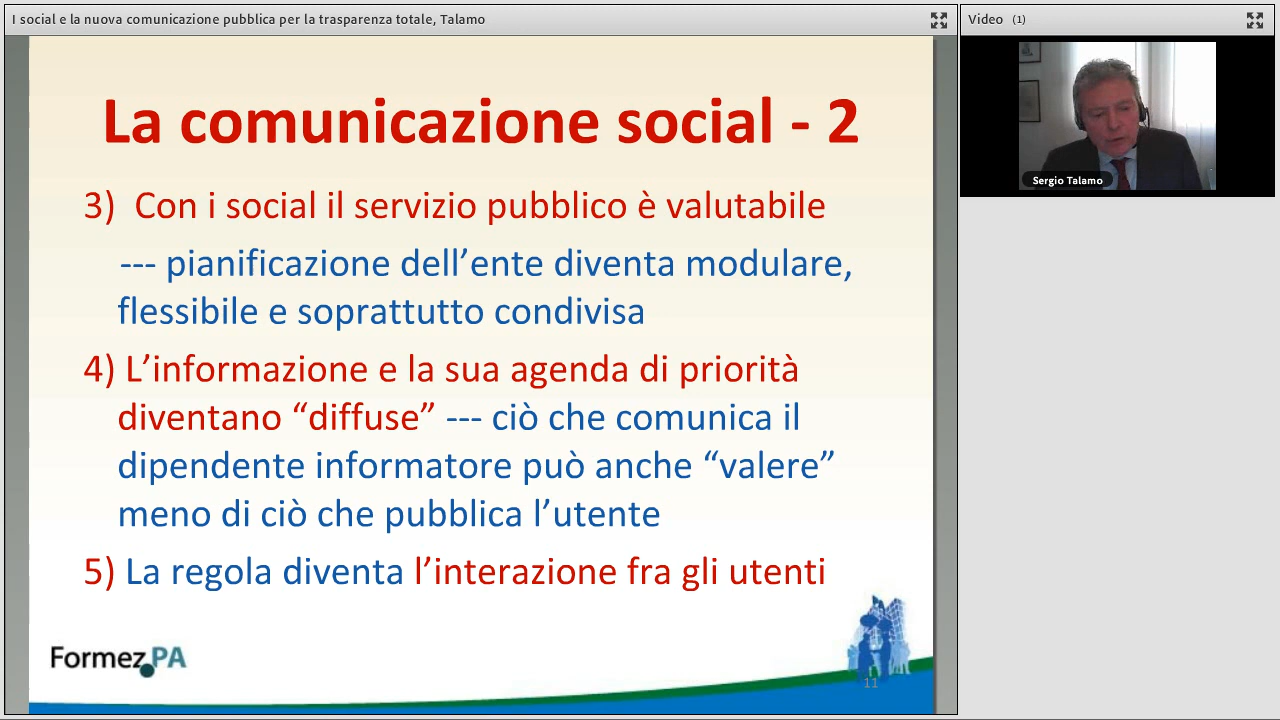 I social e la nuova comunicazione pubblica per la trasparenza totale, Talamo
Video (1)
Sergio Talamo
La comunicazione social - 2
3) Con i social il servizio pubblico è valutabile
--- pianificazione dell’ente diventa modulare,
flessibile e soprattutto condivisa
4) L’informazione e la sua agenda di priorità
diventano “diffuse” --- ciò che comunica il
dipendente informatore può anche “valere”
meno di ciò che pubblica l’utente
5) La regola diventa l’interazione fra gli utenti
Formez PA
11